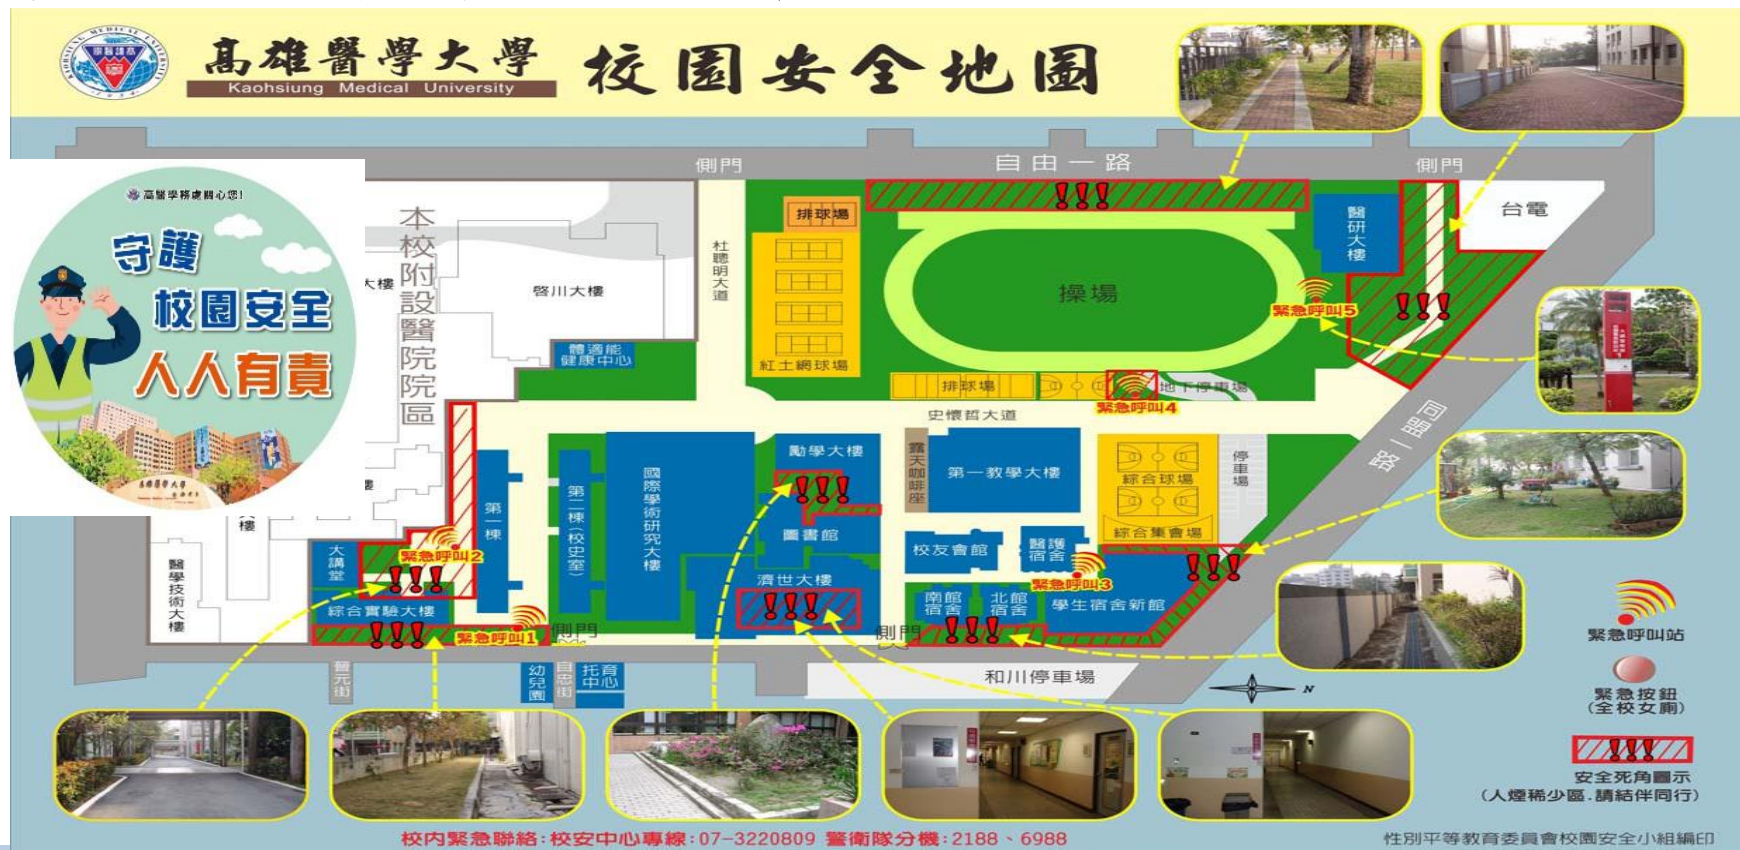 KAOHSIUNG MEDICAL UNIVERSITY
高雄醫學大學
Kaohsiung Medical University
校園安全地圖
高醫學務處關心您!
守護
校園安全
人人有責
側門
自由一路
側門
台電
本校附設醫院院區
大樓
啓川大樓
體適能
健康中心
杜聰明大道
排球場
紅土網球場
操場
醫研大樓
緊急呼叫5
排球場
地下停車場
緊急呼叫4
史懷哲大道
同盟一路
樓
樓
醫學技術大樓
大講堂
緊急呼叫2
綜合實驗大樓
緊急呼叫1
第一棟
第二棟(校史室)
國際學術研究大樓
勵學大樓
圖書館
濟世大樓
露天咖啡座
第一教學大樓
綜合球場
停車場
綜合集會場
校友會館
醫護
宿舍
緊急呼叫3
南館
宿舍
北館
宿舍
學生宿舍新館
側門
側門
醫元街
幼兒園
自忠街
托育
中心
和川停車場
N
緊急呼叫站
緊急按鈕
(全校女廁)
安全死角圖示
(人煙稀少區.請結伴同行)
校內緊急聯絡:校安中心專線:07-3220809 警衛隊分機:2188、6988
性別平等教育委員會校園安全小組編印